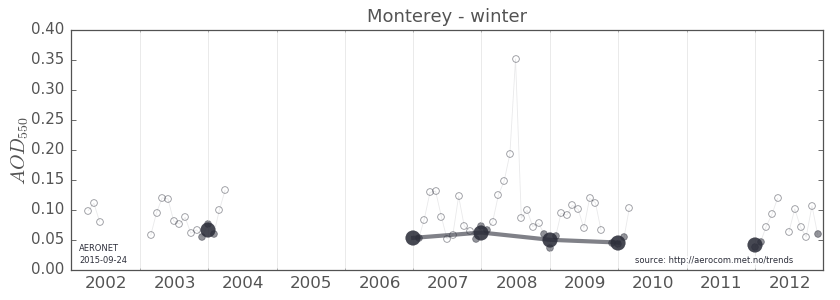 Monterey - winter
0.40
0.35
0.30
0.25
0.20
0.15
0.10
0.05
0.00
AOD550
AERONET
2015-09-24
source: http://aerocom.met.no/trends
2002 2003 2004 2005 2006 2007 2008 2009 2010 2011 2012